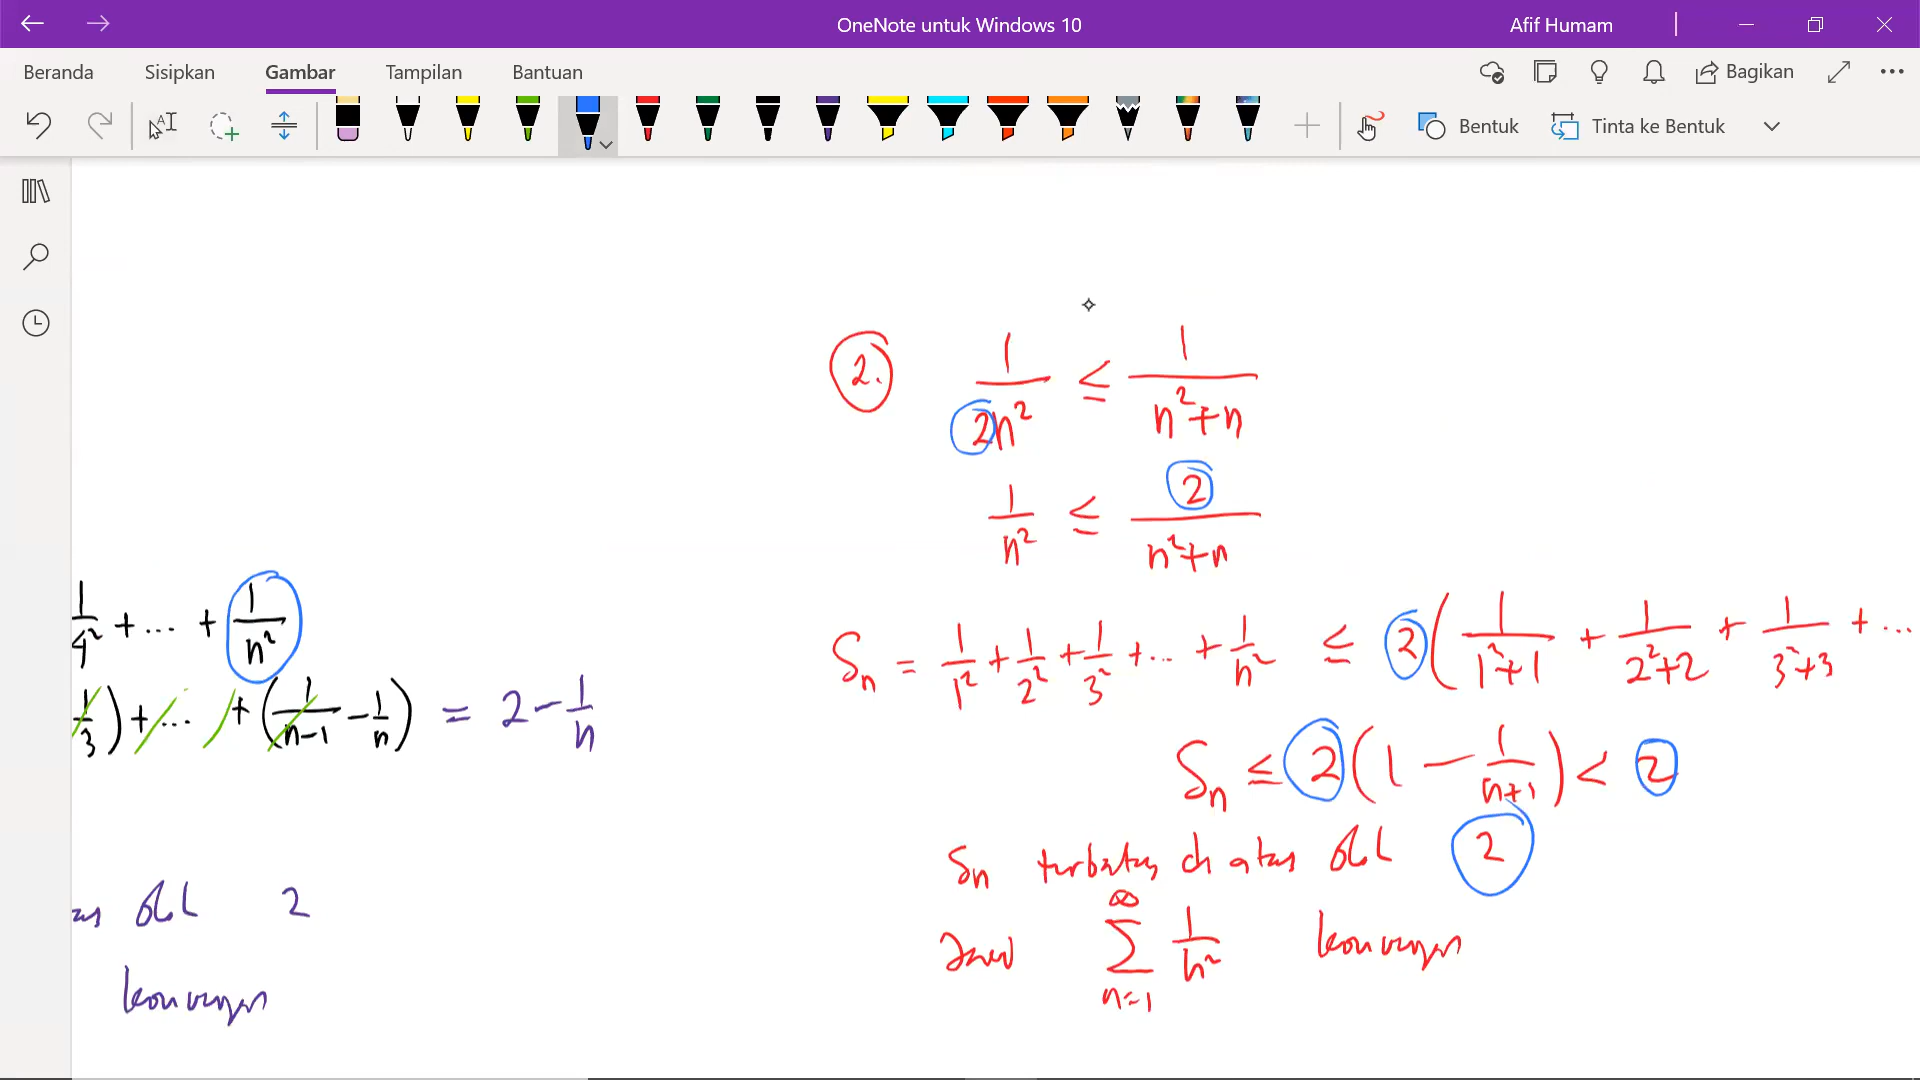 OneNote untuk Windows 10
Afif Humam
Beranda Sisipkan Gambar Tampilan Bantuan
Bagikan
Bentuk Tinta ke Bentuk
1/4² + ... + 1/n²
1/3) + ... + (1/(n-1) - 1/n) = 2 - 1/n
as oleh 2
konvergen
2. 1/(2n²) ≤ 1/(n²+n)
1/n² ≤ 2/(n²+n)
Sn = 1/1² + 1/2² + 1/3² + ... + 1/n² ≤ 2(1/(1²+1) + 1/(2²+2) + 1/(3²+3) + ...
Sn ≤ 2(1 - 1/(n+1)) < 2
Sn terbatas di atas oleh 2
∑ n=1 ∞ 1/n² konvergen